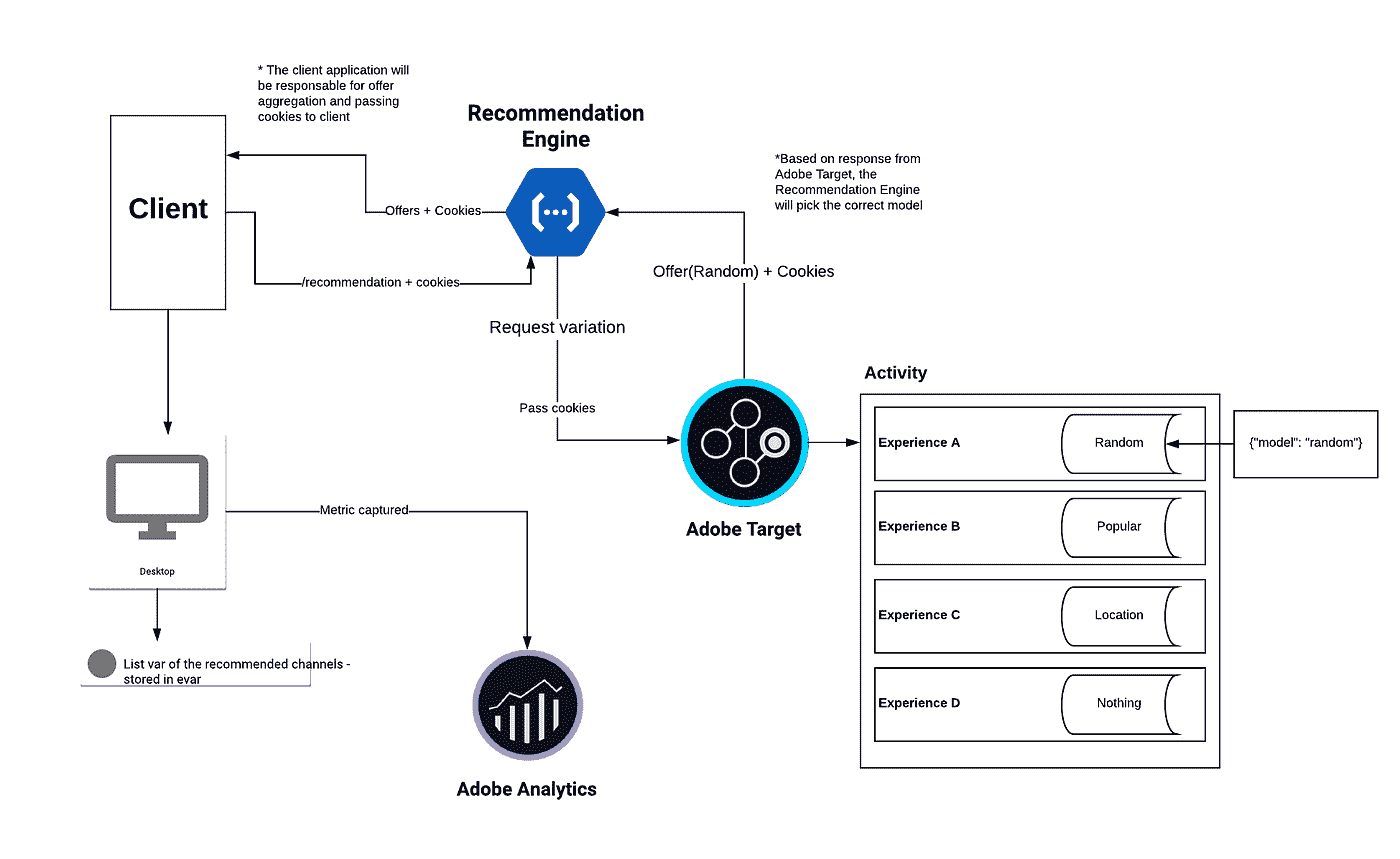 * The client application will
be responsable for offer
aggregation and passing
cookies to client
Recommendation
Engine
*Based on response from
Adobe Target, the
Recommendation Engine
will pick the correct model
Client
Offers + Cookies
/recommendation + cookies
Offer(Random) + Cookies
Request variation
Pass cookies
Activity
Experience A
Random
{"model": "random"}
Experience B
Popular
Experience C
Location
Experience D
Nothing
Adobe Target
Metric captured
Desktop
List var of the recommended channels -
stored in evar
Adobe Analytics